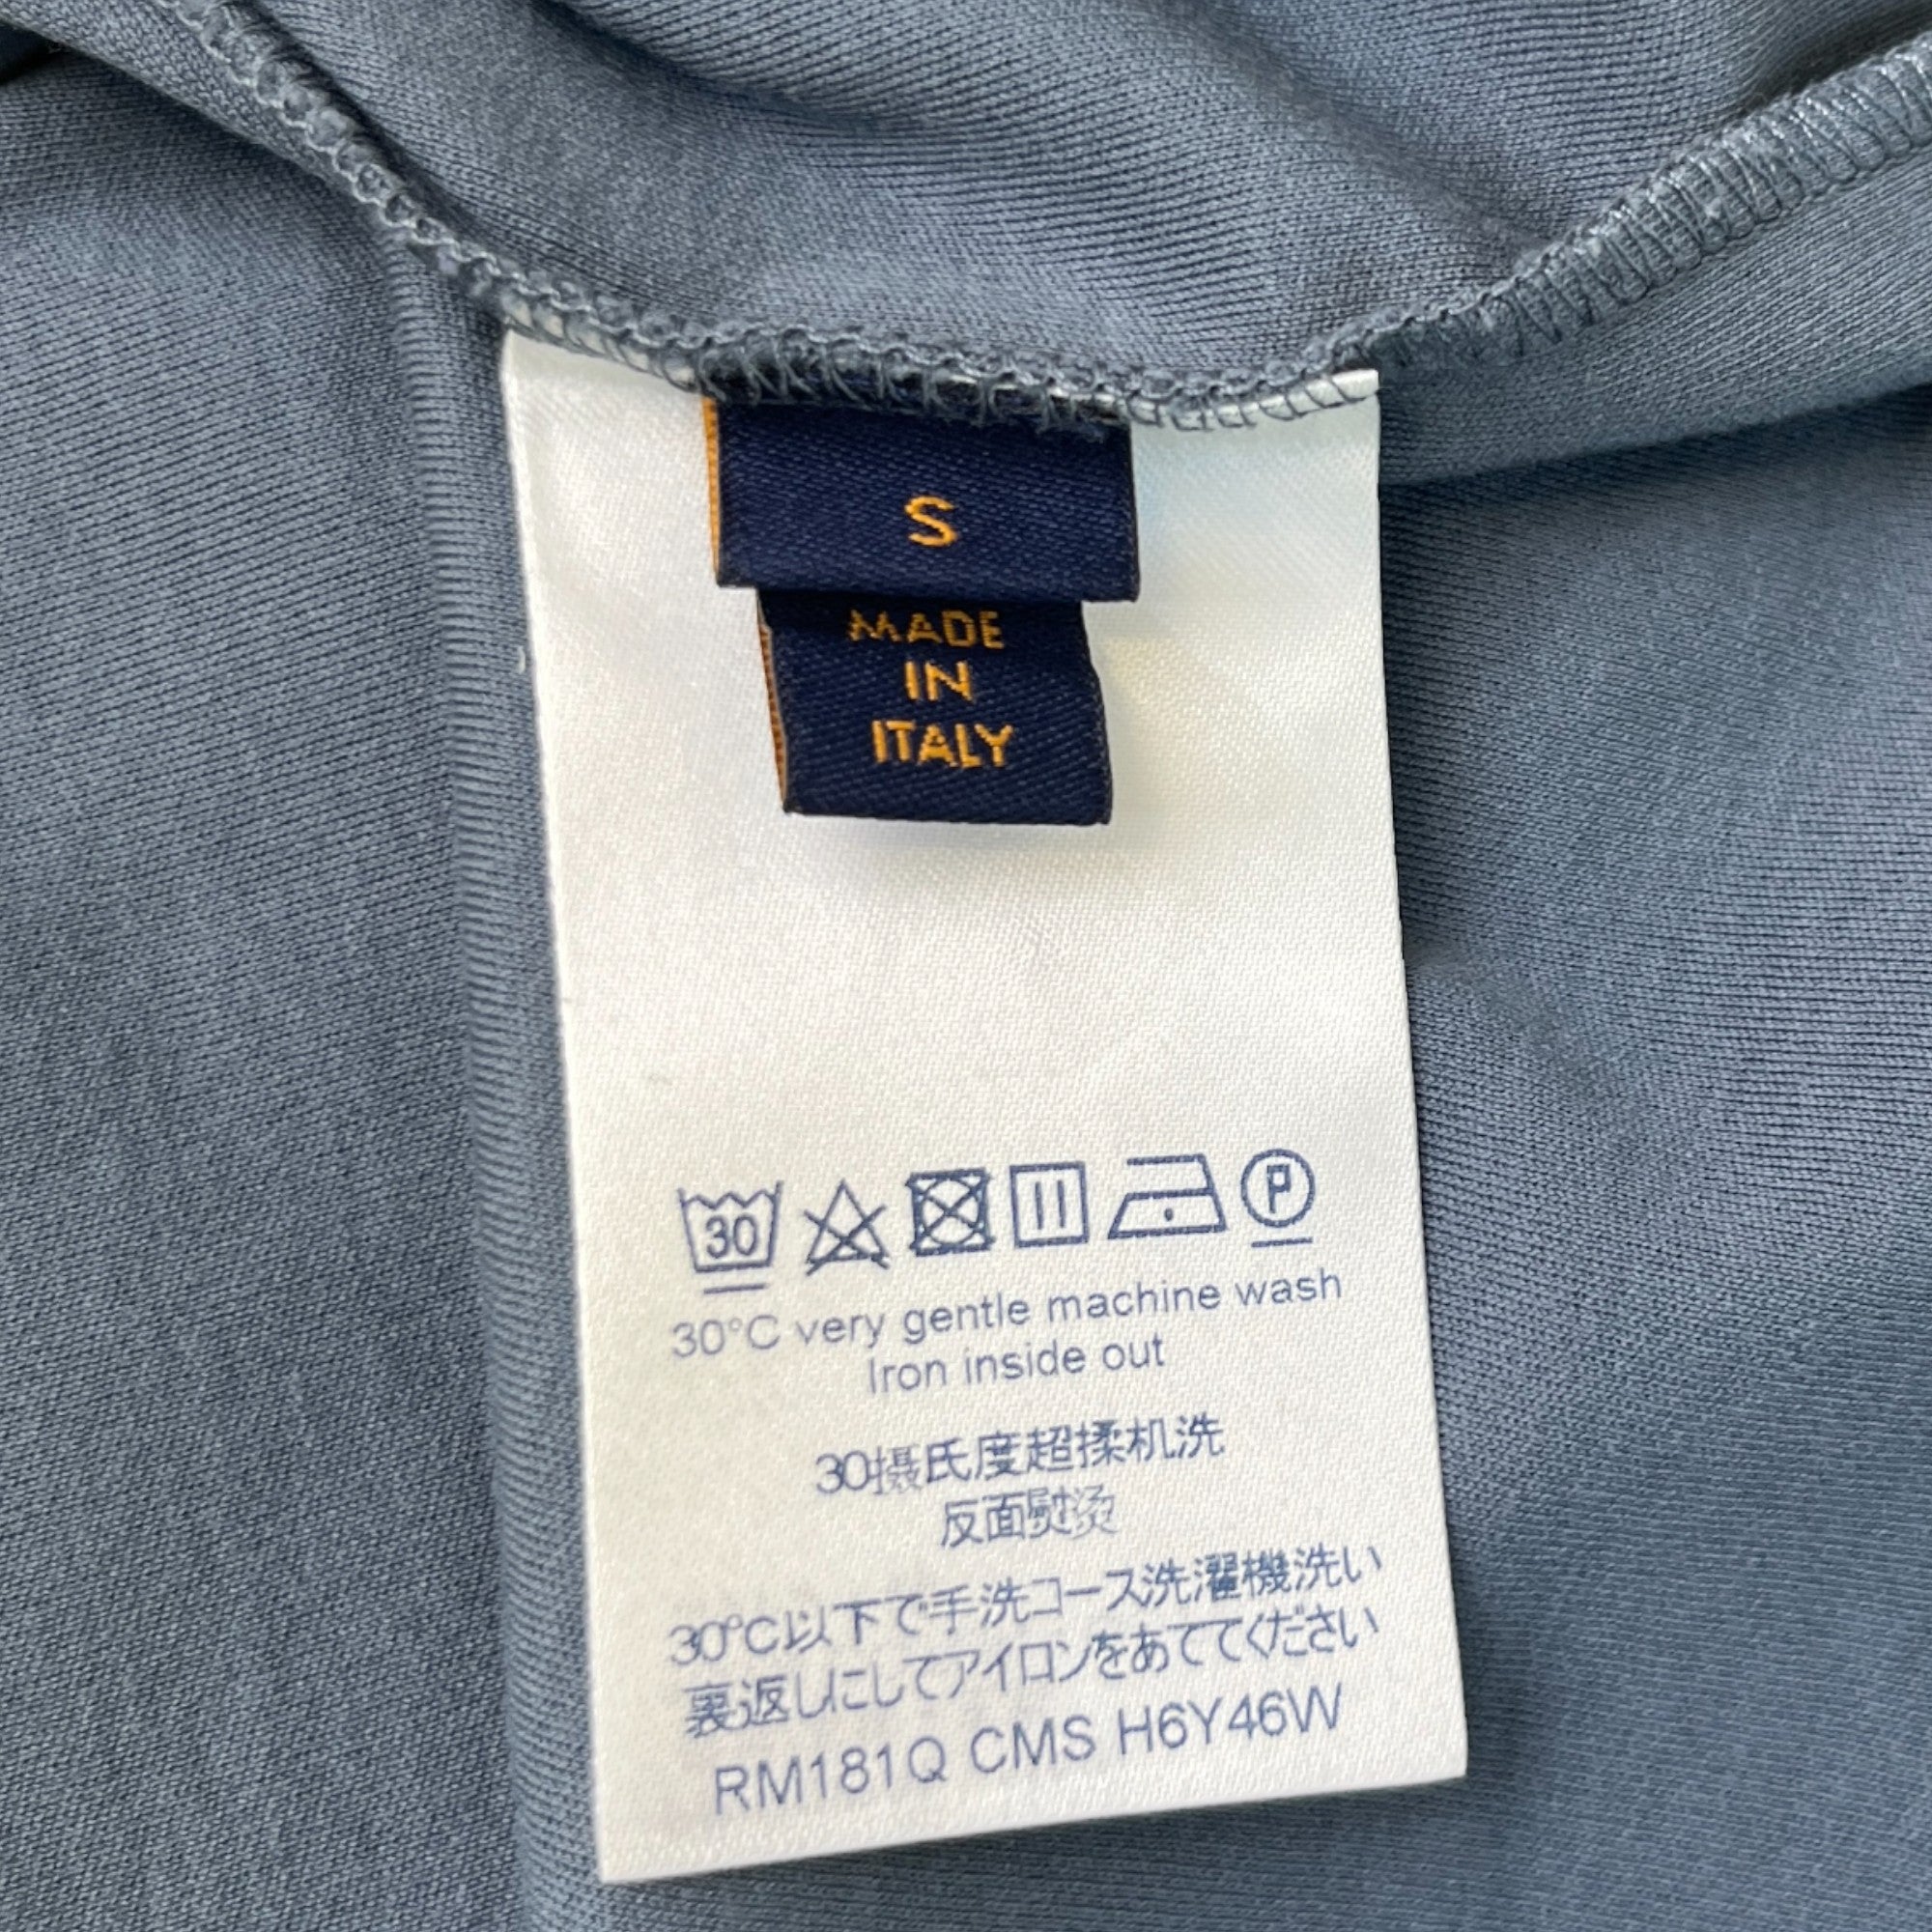 S
MADE
IN
ITALY
30
P
30°C very gentle machine wash
Iron inside out
30摄氏度超揉机洗
反面熨烫
30°C以下で手洗コース洗濯機洗い
裏返しにしてアイロンをあててください
RM181Q CMS H6Y46W